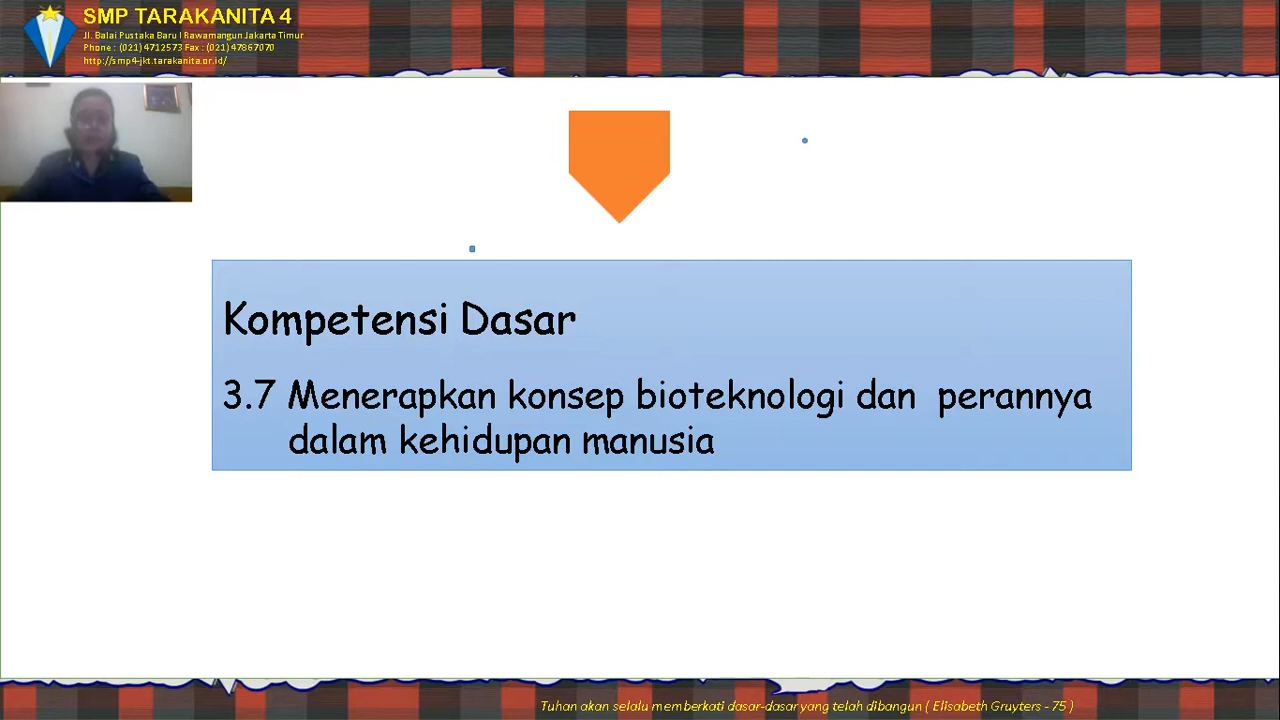 SMP TARAKANITA 4
Jl. Balai Pustaka Baru I Rawamangun Jakarta Timur
Phone : (021) 4712573 Fax : (021) 47867070
http://smp4-jkt.tarakanita.or.id/
Kompetensi Dasar
3.7 Menerapkan konsep bioteknologi dan perannya
dalam kehidupan manusia
Tuhan akan selalu memberkati dasar-dasar yang telah dibangun ( Elisabeth Gruyters - 75 )